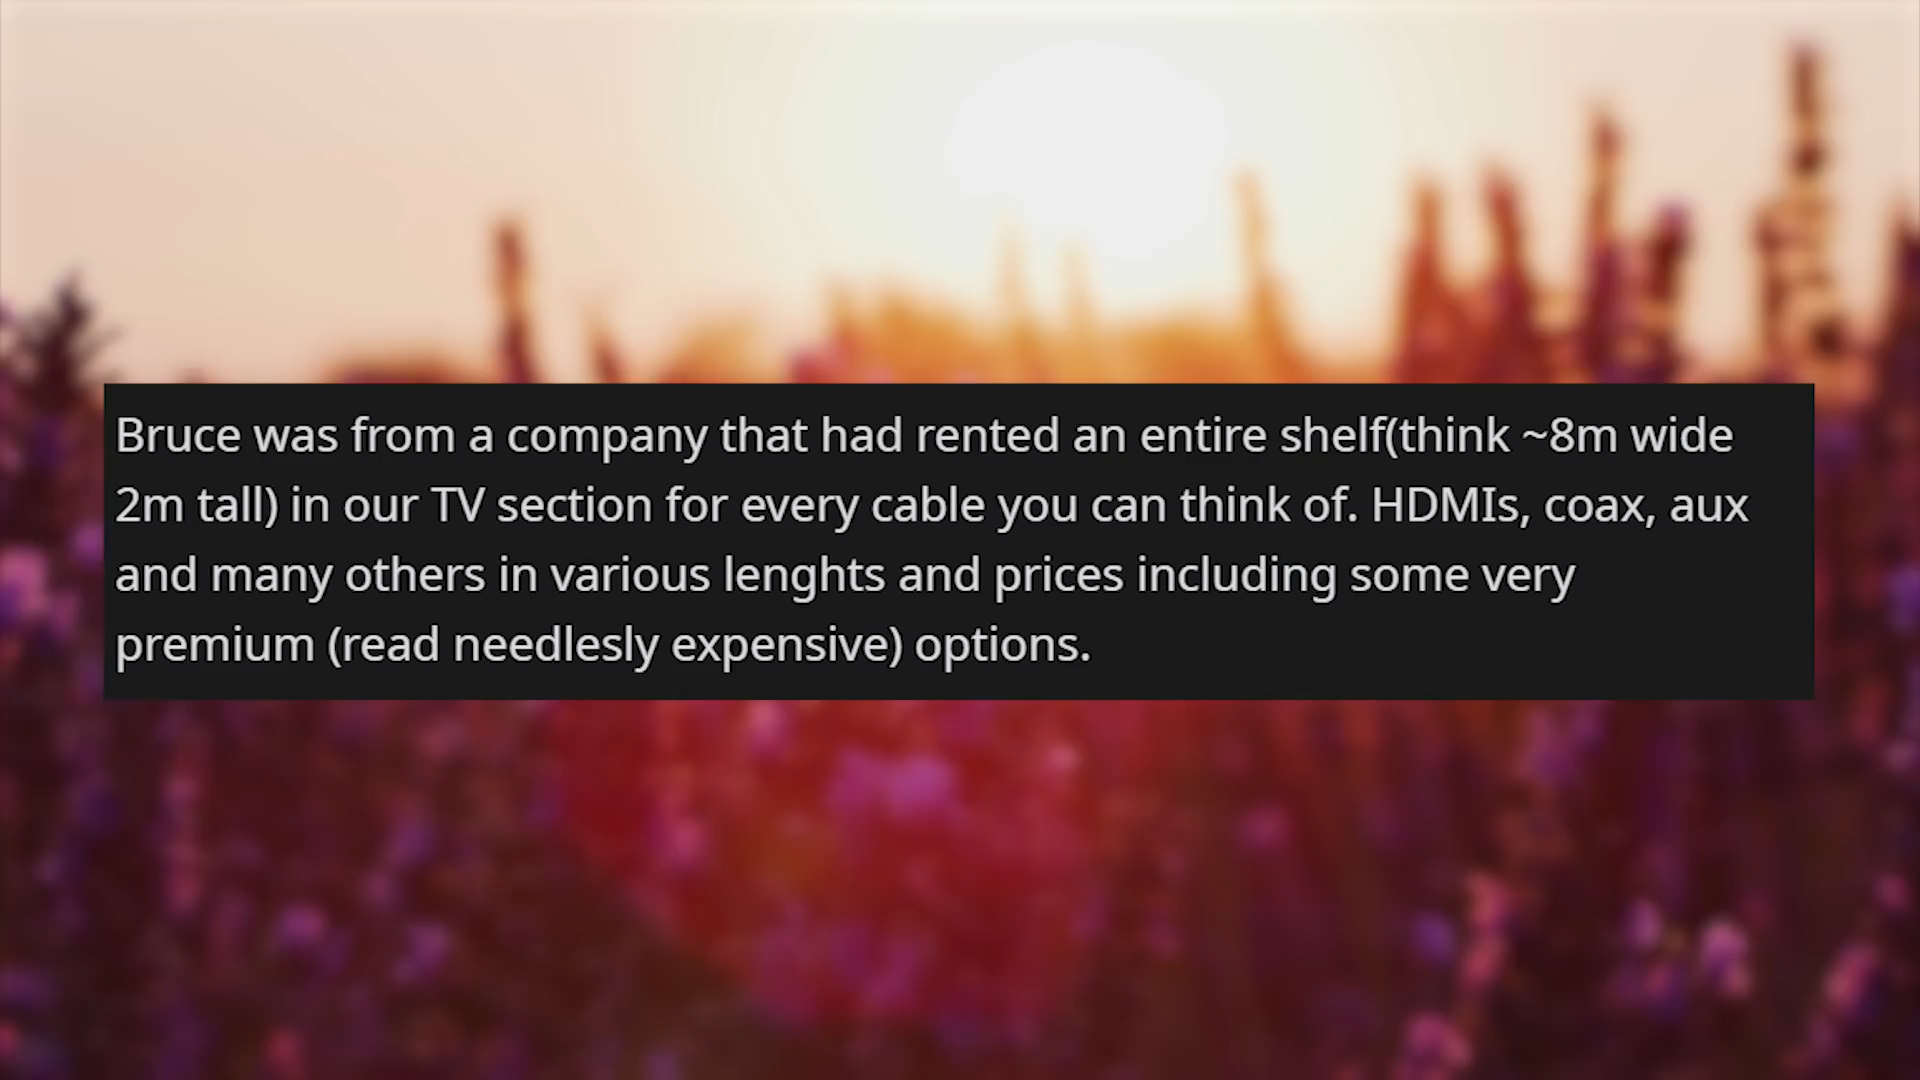 Bruce was from a company that had rented an entire shelf(think ~8m wide
2m tall) in our TV section for every cable you can think of. HDMIs, coax, aux
and many others in various lenghts and prices including some very
premium (read needlesly expensive) options.